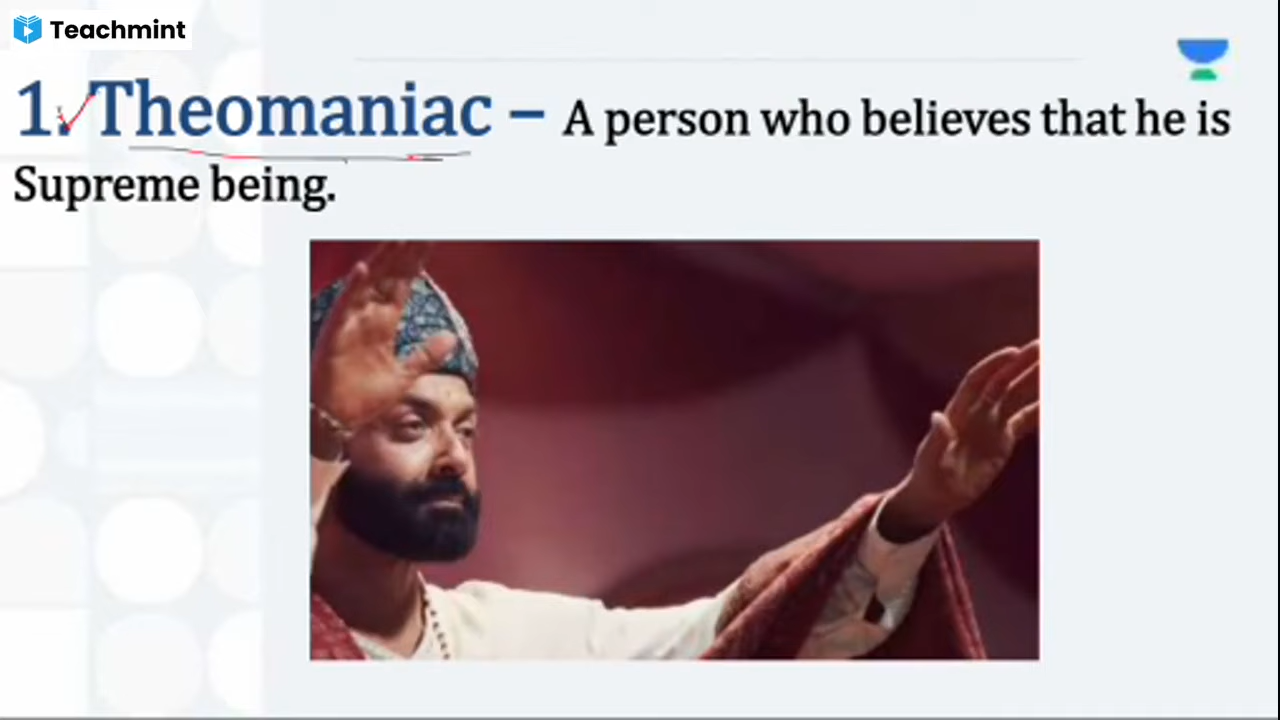 Teachmint
1. Theomaniac – A person who believes that he is
Supreme being.